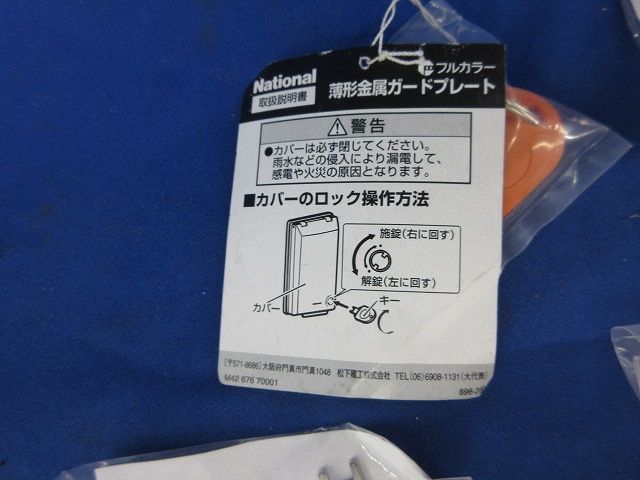 National
フルカラー
取扱説明書
薄形金属ガードプレート
警告
●カバーは必ず閉じてください。
雨水などの侵入により漏電して、
感電や火災の原因となります。
■カバーのロック操作方法
施錠(右に回す)
解錠(左に回す)
カバー
キー
(〒571-8686)大阪府門真市門真1048 松下電工株式会社 TEL(06)6908-1131(大代表)
M42 676 70001